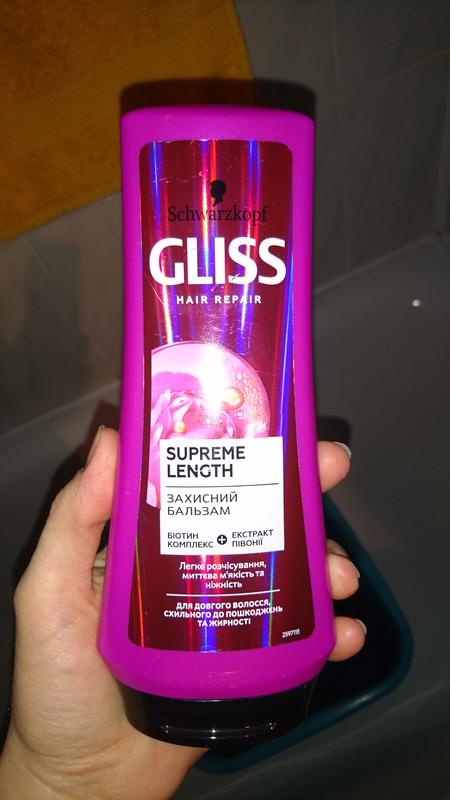 Schwarzkopf
GLISS
HAIR REPAIR
SUPREME
LENGTH
ЗАХИСНИЙ
БАЛЬЗАМ
БІОТИН
КОМПЛЕКС
+
ЕКСТРАКТ
ПІВОНІЇ
Легке розчісування,
миттєва м'якість та
ніжність
ДЛЯ ДОВГОГО ВОЛОССЯ,
СХИЛЬНОГО ДО ПОШКОДЖЕНЬ
ТА ЖИРНОСТІ
2597115